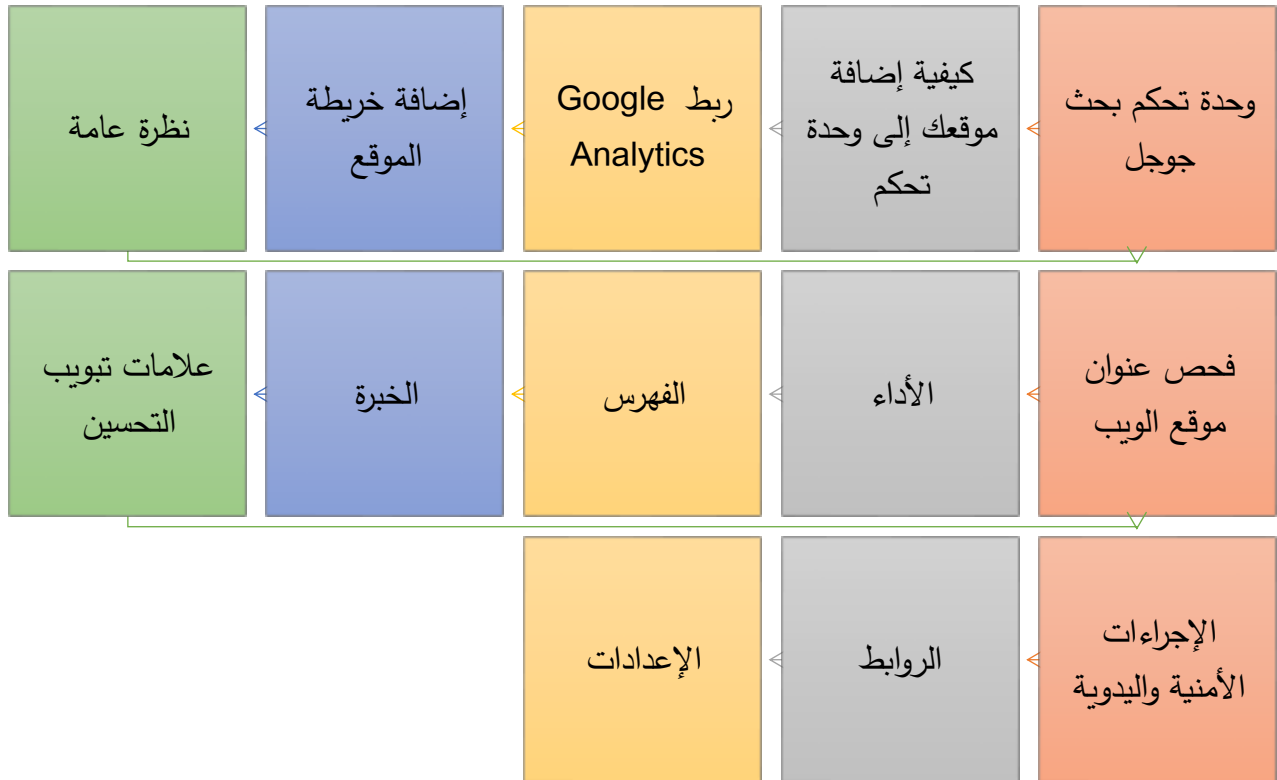 وحدة تحكم بحث
جوجل
كيفية إضافة
موقعك إلى وحدة
تحكم
ربط Google
Analytics
إضافة خريطة
الموقع
نظرة عامة
فحص عنوان
موقع الويب
الأداء
الفهرس
الخبرة
علامات تبويب
التحسين
الإجراءات
الأمنية واليدوية
الروابط
الإعدادات